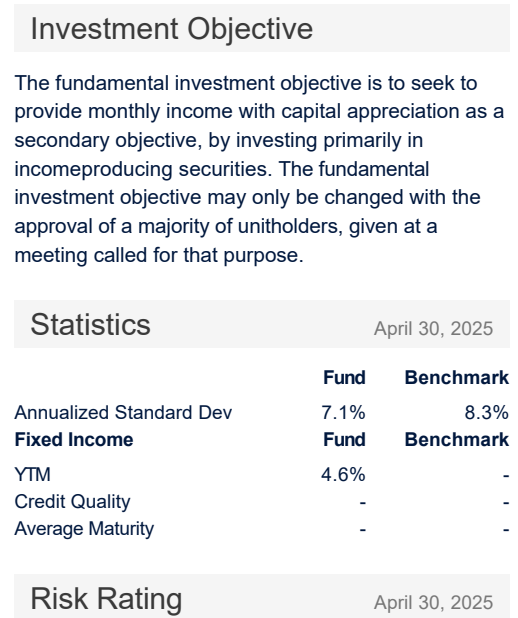 Investment Objective
The fundamental investment objective is to seek to
provide monthly income with capital appreciation as a
secondary objective, by investing primarily in
incomeproducing securities. The fundamental
investment objective may only be changed with the
approval of a majority of unitholders, given at a
meeting called for that purpose.
Statistics April 30, 2025
Fund Benchmark
Annualized Standard Dev 7.1% 8.3%
Fixed Income Fund Benchmark
YTM 4.6% -
Credit Quality - -
Average Maturity - -
Risk Rating April 30, 2025